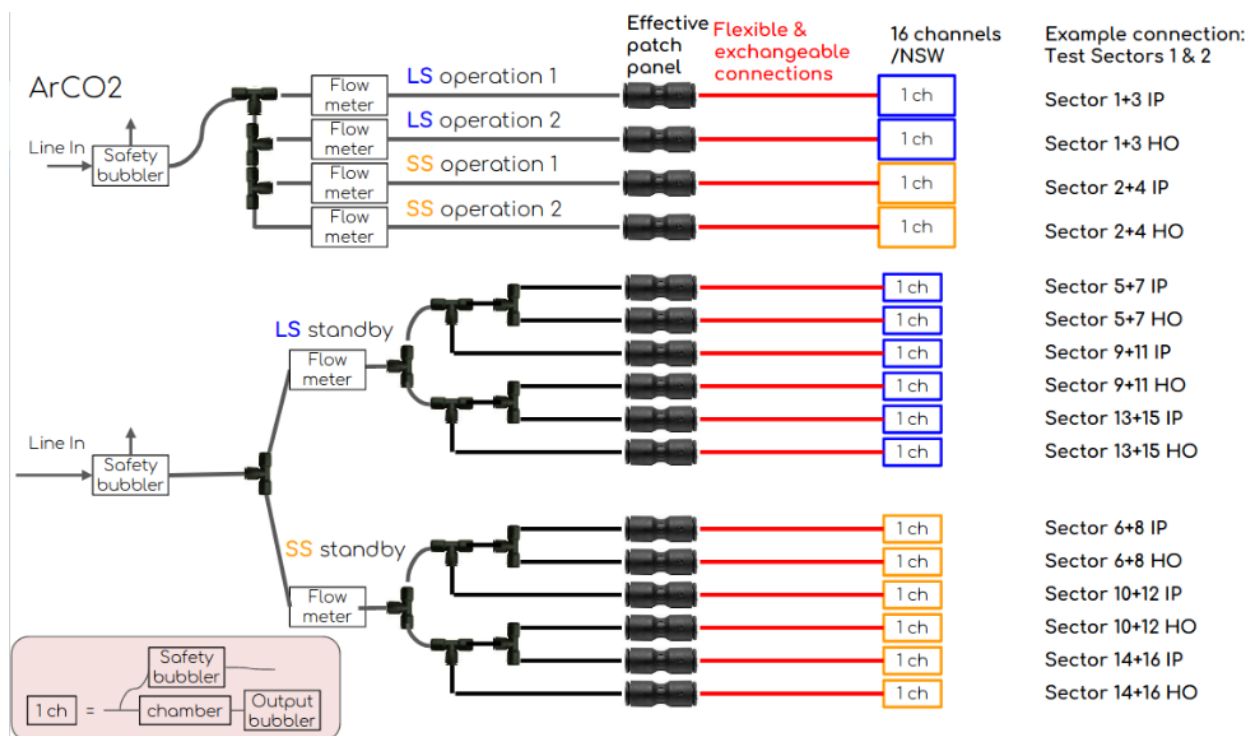 Effective
patch
panel
Flexible &
exchangeable
connections
16 channels
/NSW
Example connection:
Test Sectors 1 & 2
ArCO2
Line In
Safety
bubbler
Flow
meter
LS operation 1
1 ch
Sector 1+3 IP
Flow
meter
LS operation 2
1 ch
Sector 1+3 HO
Flow
meter
SS operation 1
1 ch
Sector 2+4 IP
Flow
meter
SS operation 2
1 ch
Sector 2+4 HO
Line In
Safety
bubbler
LS standby
Flow
meter
1 ch
Sector 5+7 IP
1 ch
Sector 5+7 HO
1 ch
Sector 9+11 IP
1 ch
Sector 9+11 HO
1 ch
Sector 13+15 IP
1 ch
Sector 13+15 HO
SS standby
Flow
meter
1 ch
Sector 6+8 IP
1 ch
Sector 6+8 HO
1 ch
Sector 10+12 IP
1 ch
Sector 10+12 HO
1 ch
Sector 14+16 IP
1 ch
Sector 14+16 HO
1 ch =
Safety
bubbler
chamber
Output
bubbler